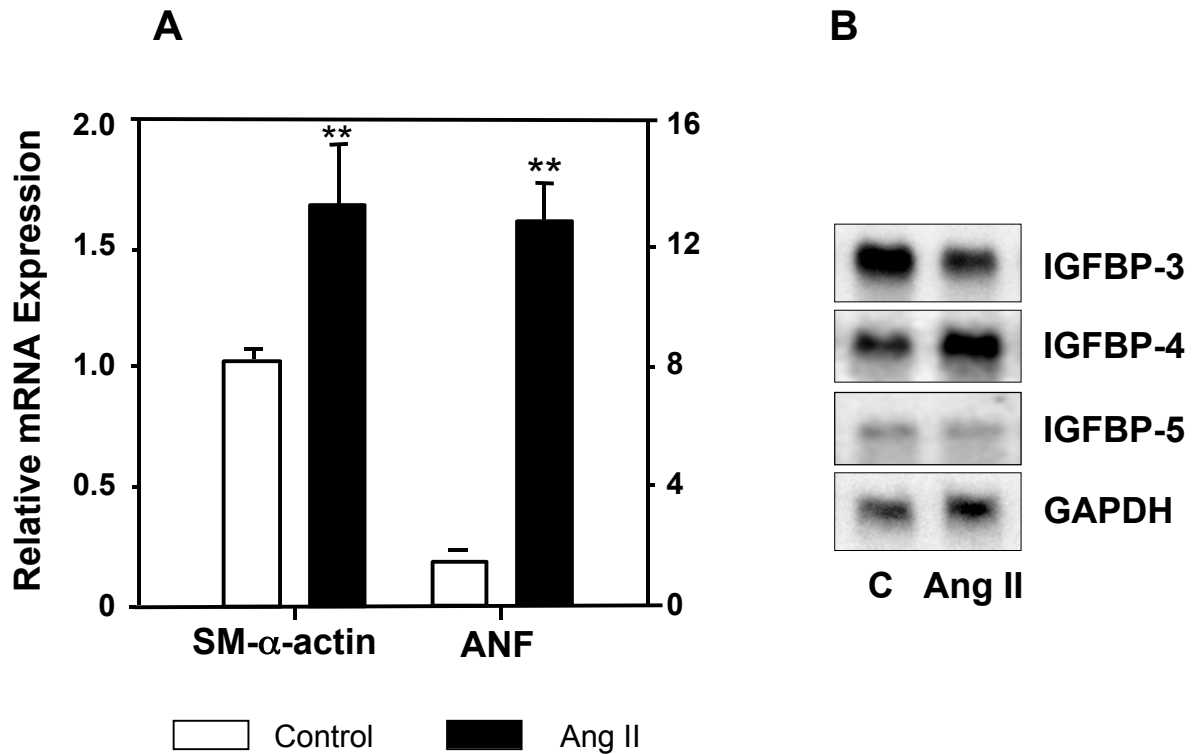 A
B
Relative mRNA Expression
2.0
1.5
1.0
0.5
0
16
12
8
4
0
**
**
SM-α-actin
ANF
Control
Ang II
IGFBP-3
IGFBP-4
IGFBP-5
GAPDH
C Ang II